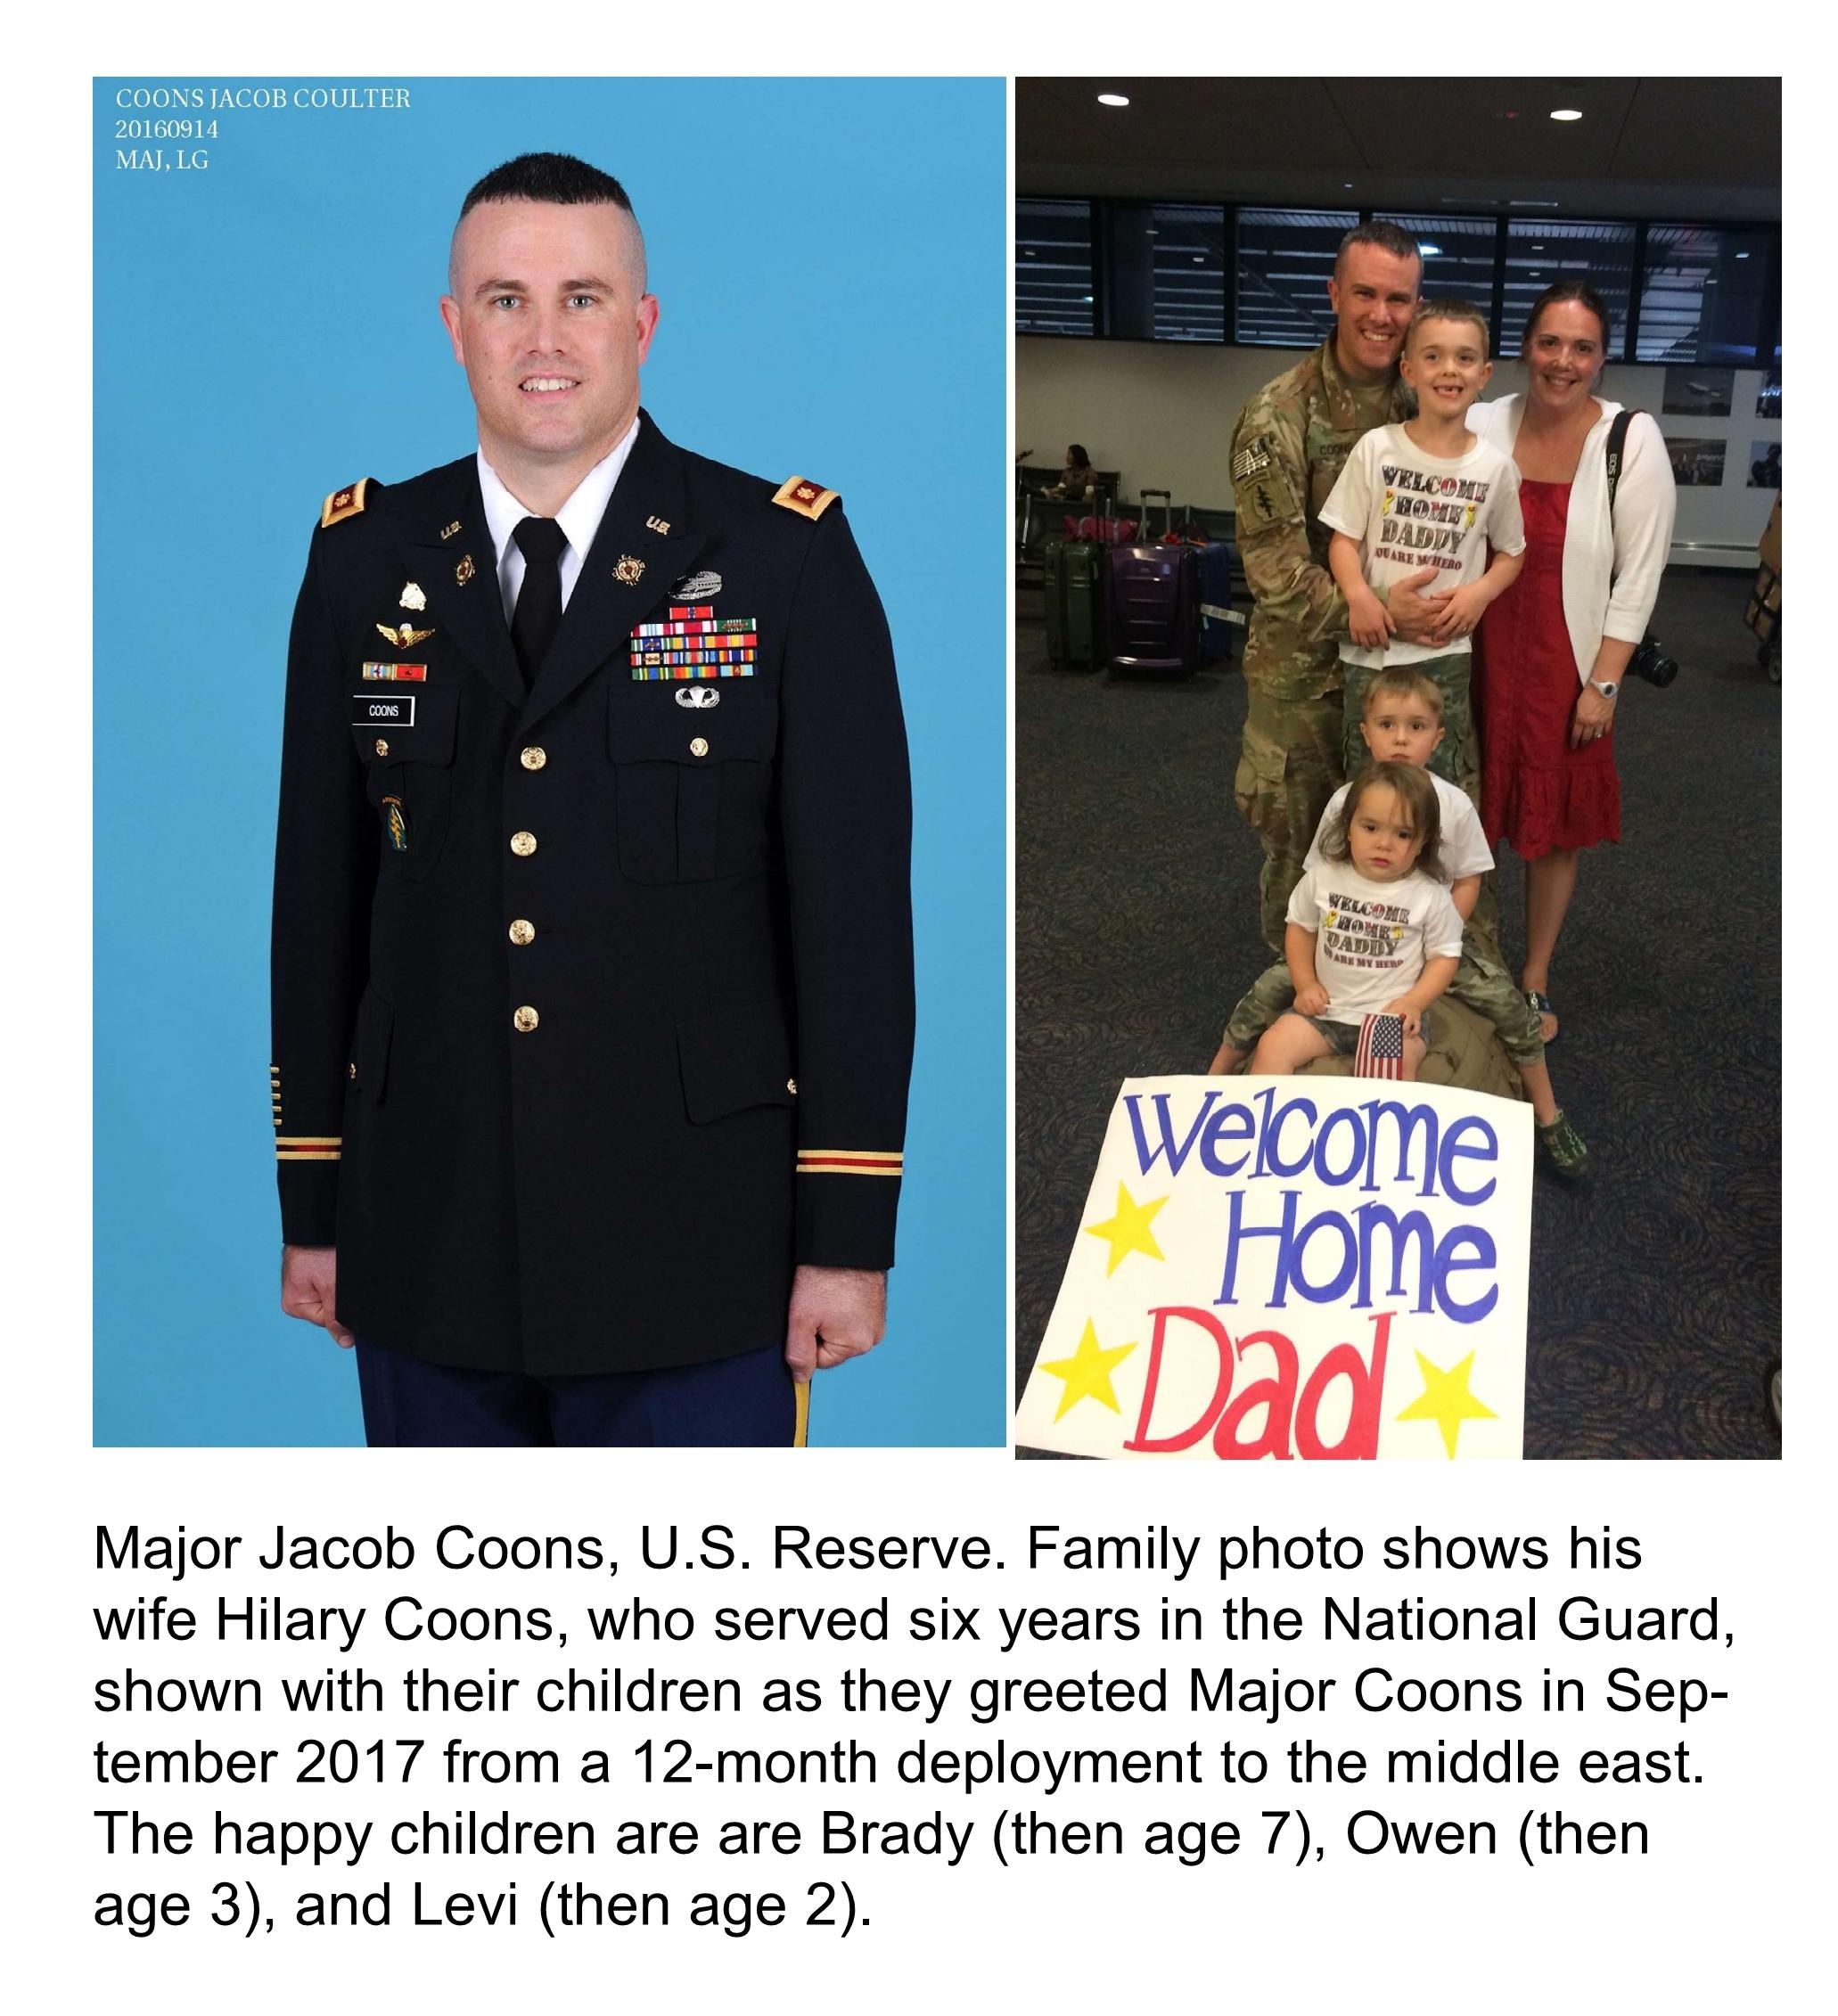 COONS JACOB COULTER
20160914
MAJ, LG
U.S.
U.S.
COONS
WELCOME
HOME
DADDY
YOU ARE MY HERO
WELCOME
HOME
DADDY
YOU ARE MY HERO
Welcome
Home
Dad
Major Jacob Coons, U.S. Reserve. Family photo shows his
wife Hilary Coons, who served six years in the National Guard,
shown with their children as they greeted Major Coons in Sep-
tember 2017 from a 12-month deployment to the middle east.
The happy children are are Brady (then age 7), Owen (then
age 3), and Levi (then age 2).